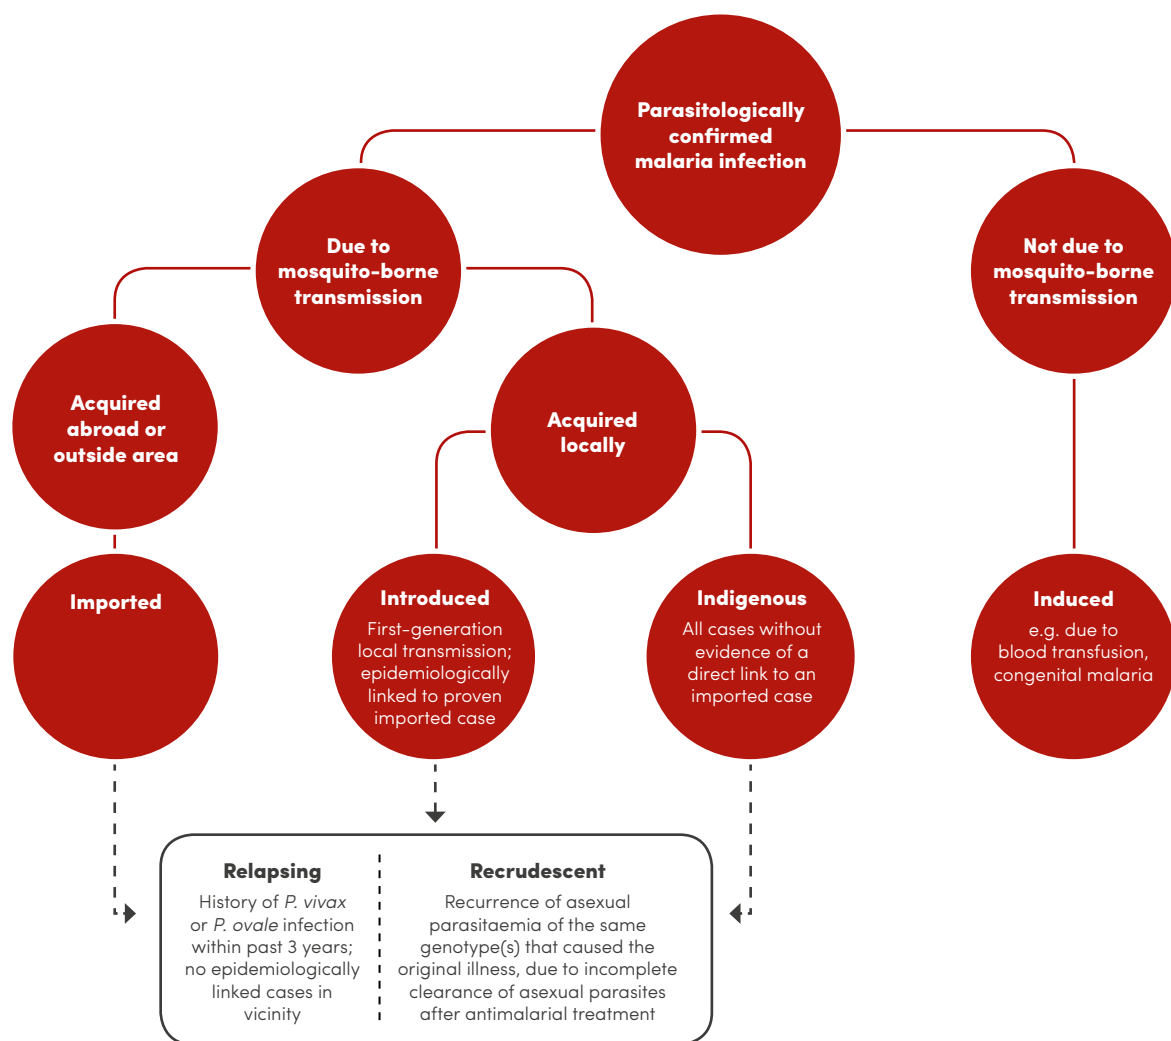 Parasitologically
confirmed
malaria infection
Due to
mosquito-borne
transmission
Not due to
mosquito-borne
transmission
Acquired
abroad or
outside area
Acquired
locally
Imported
Introduced
First-generation
local transmission;
epidemiologically
linked to proven
imported case
Indigenous
All cases without
evidence of a
direct link to an
imported case
Induced
e.g. due to
blood transfusion,
congenital malaria
Relapsing
History of P. vivax
or P. ovale infection
within past 3 years;
no epidemiologically
linked cases in
vicinity
Recrudescent
Recurrence of asexual
parasitaemia of the same
genotype(s) that caused the
original illness, due to incomplete
clearance of asexual parasites
after antimalarial treatment